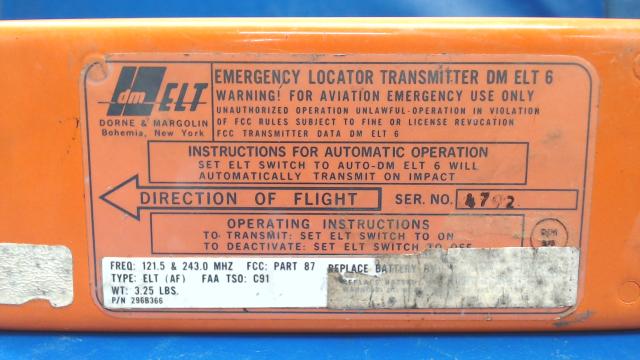 dm ELT
DORNE & MARGOLIN
Bohemia, New York
EMERGENCY LOCATOR TRANSMITTER DM ELT 6
WARNING! FOR AVIATION EMERGENCY USE ONLY
UNAUTHORIZED OPERATION UNLAWFUL-OPERATION IN VIOLATION
OF FCC RULES SUBJECT TO FINE OR LICENSE REVOCATION
FCC TRANSMITTER DATA DM ELT 6
INSTRUCTIONS FOR AUTOMATIC OPERATION
SET ELT SWITCH TO AUTO-DM ELT 6 WILL
AUTOMATICALLY TRANSMIT ON IMPACT
DIRECTION OF FLIGHT
SER. NO. 4792
OPERATING INSTRUCTIONS
TO TRANSMIT: SET ELT SWITCH TO ON
TO DEACTIVATE: SET ELT SWITCH TO OFF
FREQ: 121.5 & 243.0 MHZ FCC: PART 87
TYPE: ELT (AF) FAA TSO: C91
WT: 3.25 LBS.
P/N 296B366
REPLACE BATTERY BY